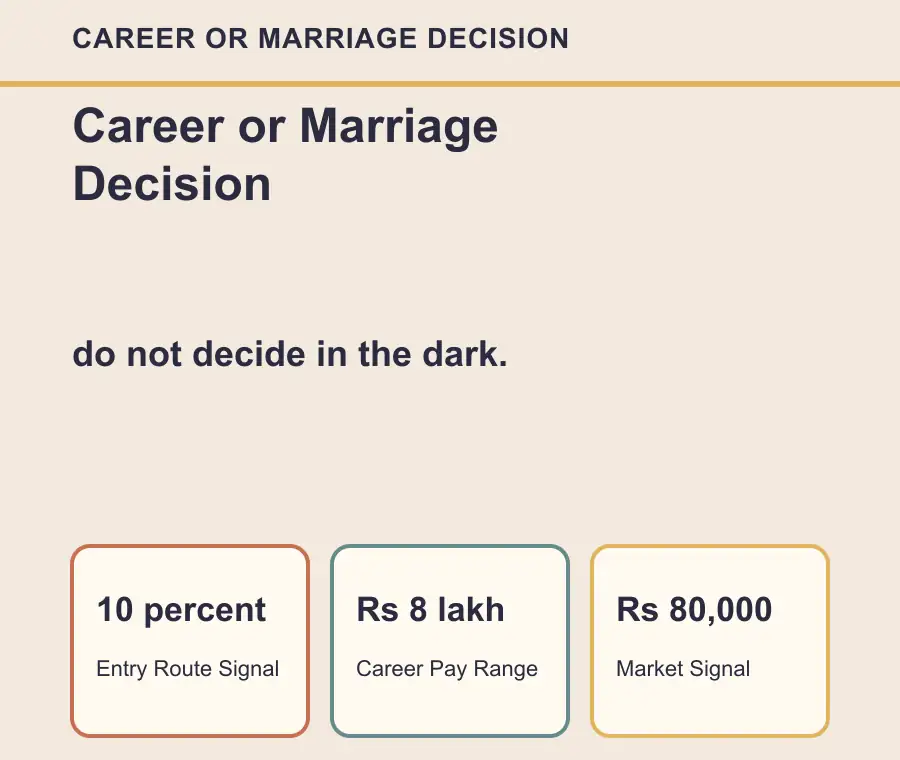 CAREER OR MARRIAGE DECISION
Career or Marriage
Decision
do not decide in the dark.
10 percent
Entry Route Signal
Rs 8 lakh
Career Pay Range
Rs 80,000
Market Signal